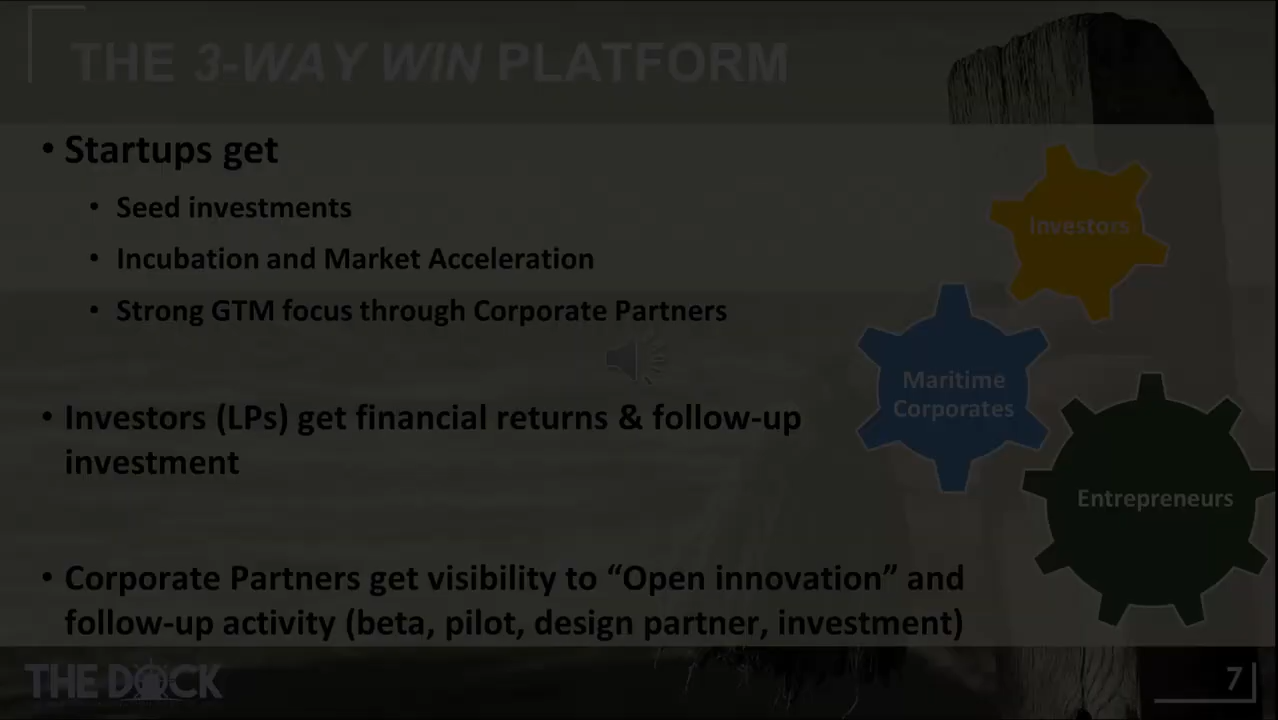 THE 3-WAY WIN PLATFORM
• Startups get
• Seed investments
• Incubation and Market Acceleration
• Strong GTM focus through Corporate Partners
• Investors (LPs) get financial returns & follow-up
investment
• Corporate Partners get visibility to “Open innovation” and
follow-up activity (beta, pilot, design partner, investment)
Investors
Maritime
Corporates
Entrepreneurs
THE DOCK
7